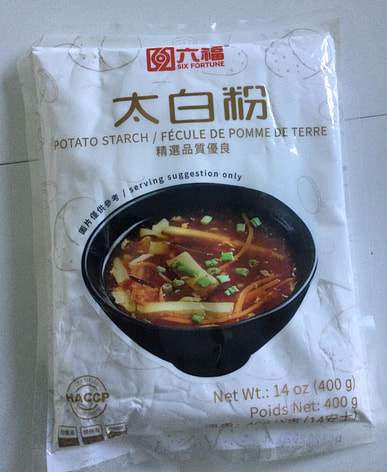 六福
SIX FORTUNE
太白粉
POTATO STARCH / FÉCULE DE POMME DE TERRE
精選品質優良
圖片僅供參考 / serving suggestion only
HACCP
Net Wt.: 14 oz (400 g)
Poids Net: 400 g